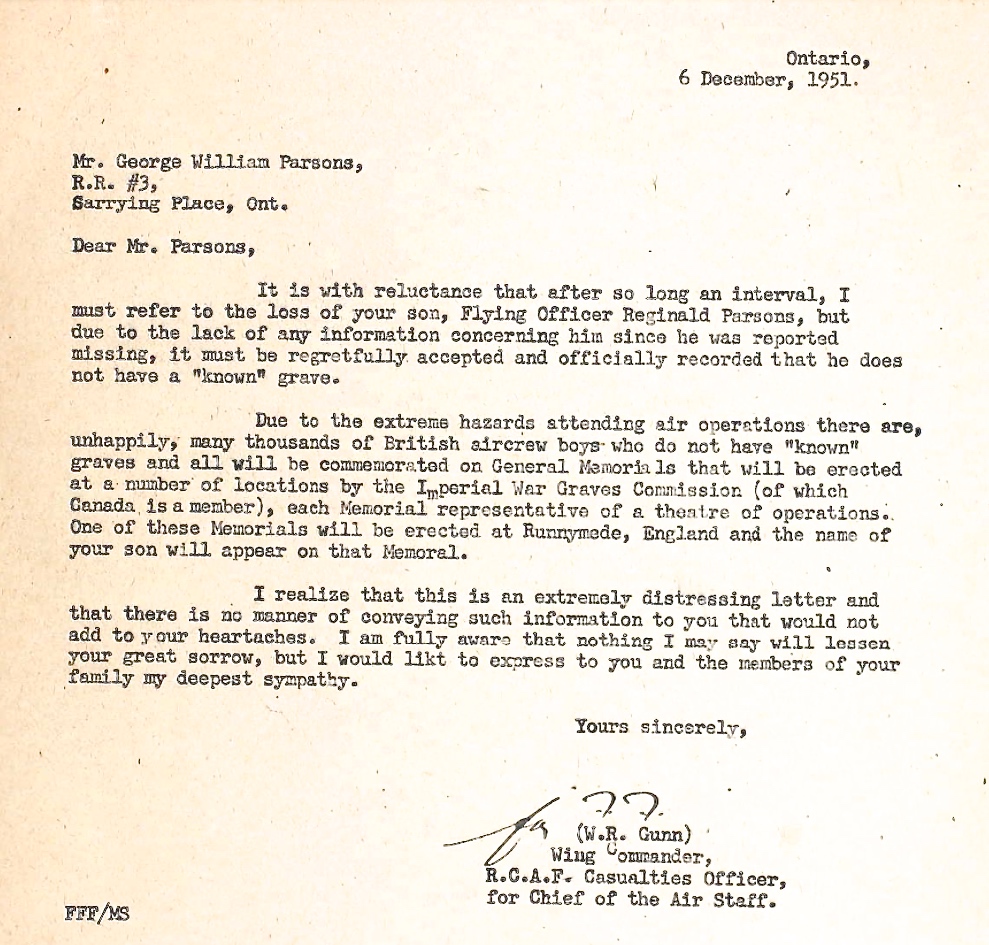 Ontario,
6 December, 1951.
Mr. George William Parsons,
R.R. #3,
Sarrying Place, Ont.
Dear Mr. Parsons,
It is with reluctance that after so long an interval, I
must refer to the loss of your son, Flying Officer Reginald Parsons, but
due to the lack of any information concerning him since he was reported
missing, it must be regretfully accepted and officially recorded that he does
not have a "known" grave.
Due to the extreme hazards attending air operations there are,
unhappily, many thousands of British aircrew boys who do not have "known"
graves and all will be commemorated on General Memorials that will be erected
at a number of locations by the Imperial War Graves Commission (of which
Canada is a member), each Memorial representative of a theatre of operations.
One of these Memorials will be erected at Runnymede, England and the name of
your son will appear on that Memoral.
I realize that this is an extremely distressing letter and
that there is no manner of conveying such information to you that would not
add to your heartaches. I am fully aware that nothing I may say will lessen
your great sorrow, but I would likt to express to you and the members of your
family my deepest sympathy.
Yours sincerely,
(W.R. Gunn)
Wing Commander,
R.C.A.F. Casualties Officer,
for Chief of the Air Staff.
FFF/MS